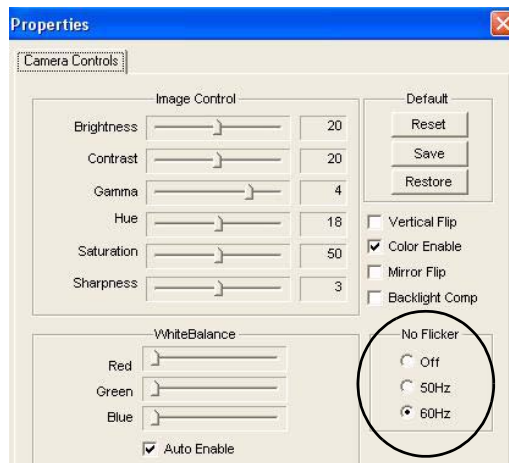 Properties
Camera Controls
Image Control
Brightness 20
Contrast 20
Gamma 4
Hue 18
Saturation 50
Sharpness 3
Default
Reset
Save
Restore
Vertical Flip
Color Enable
Mirror Flip
Backlight Comp
WhiteBalance
Red
Green
Blue
Auto Enable
No Flicker
Off
50Hz
60Hz